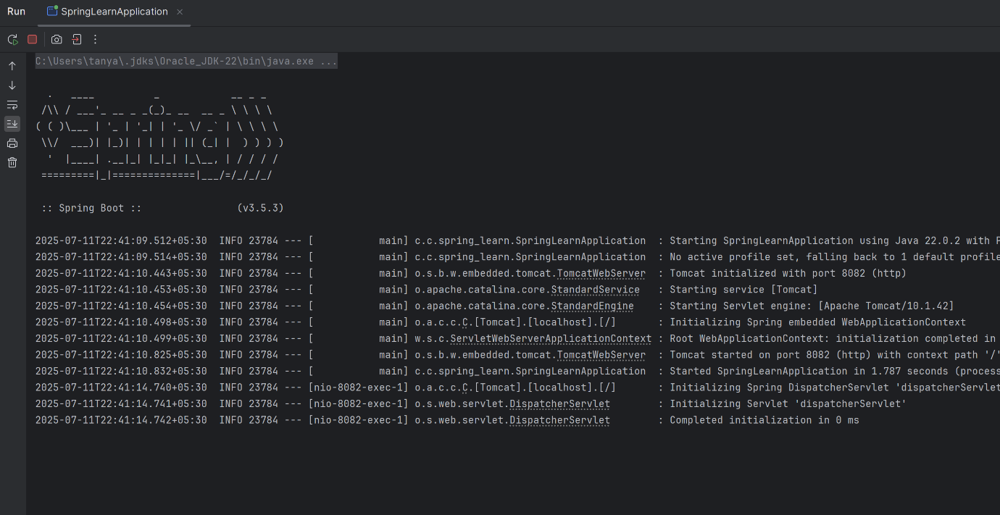 Run SpringLearnApplication
C:\Users\tanya\.jdks\Oracle_JDK-22\bin\java.exe ...
  .   ____          _            __ _ _
 /\\ / ___'_ __ _ _(_)_ __  __ _ \ \ \ \
( ( )\___ | '_ | '_| | '_ \/ _` | \ \ \ \
 \\/  ___)| |_)| | | | | || (_| |  ) ) ) )
  '  |____| .__|_| |_|_| |_\__, | / / / /
 =========|_|==============|___/=/_/_/_/
 :: Spring Boot ::                (v3.5.3)
2025-07-11T22:41:09.512+05:30  INFO 23784 --- [           main] c.c.spring_learn.SpringLearnApplication  : Starting SpringLearnApplication using Java 22.0.2 with P
2025-07-11T22:41:09.514+05:30  INFO 23784 --- [           main] c.c.spring_learn.SpringLearnApplication  : No active profile set, falling back to 1 default profile
2025-07-11T22:41:10.443+05:30  INFO 23784 --- [           main] o.s.b.w.embedded.tomcat.TomcatWebServer  : Tomcat initialized with port 8082 (http)
2025-07-11T22:41:10.453+05:30  INFO 23784 --- [           main] o.apache.catalina.core.StandardService   : Starting service [Tomcat]
2025-07-11T22:41:10.454+05:30  INFO 23784 --- [           main] o.apache.catalina.core.StandardEngine    : Starting Servlet engine: [Apache Tomcat/10.1.42]
2025-07-11T22:41:10.498+05:30  INFO 23784 --- [           main] o.a.c.c.C.[Tomcat].[localhost].[/]       : Initializing Spring embedded WebApplicationContext
2025-07-11T22:41:10.499+05:30  INFO 23784 --- [           main] w.s.c.ServletWebServerApplicationContext : Root WebApplicationContext: initialization completed in
2025-07-11T22:41:10.825+05:30  INFO 23784 --- [           main] o.s.b.w.embedded.tomcat.TomcatWebServer  : Tomcat started on port 8082 (http) with context path '/'
2025-07-11T22:41:10.832+05:30  INFO 23784 --- [           main] c.c.spring_learn.SpringLearnApplication  : Started SpringLearnApplication in 1.787 seconds (process
2025-07-11T22:41:14.740+05:30  INFO 23784 --- [nio-8082-exec-1] o.a.c.c.C.[Tomcat].[localhost].[/]       : Initializing Spring DispatcherServlet 'dispatcherServlet
2025-07-11T22:41:14.741+05:30  INFO 23784 --- [nio-8082-exec-1] o.s.web.servlet.DispatcherServlet        : Initializing Servlet 'dispatcherServlet'
2025-07-11T22:41:14.742+05:30  INFO 23784 --- [nio-8082-exec-1] o.s.web.servlet.DispatcherServlet        : Completed initialization in 0 ms